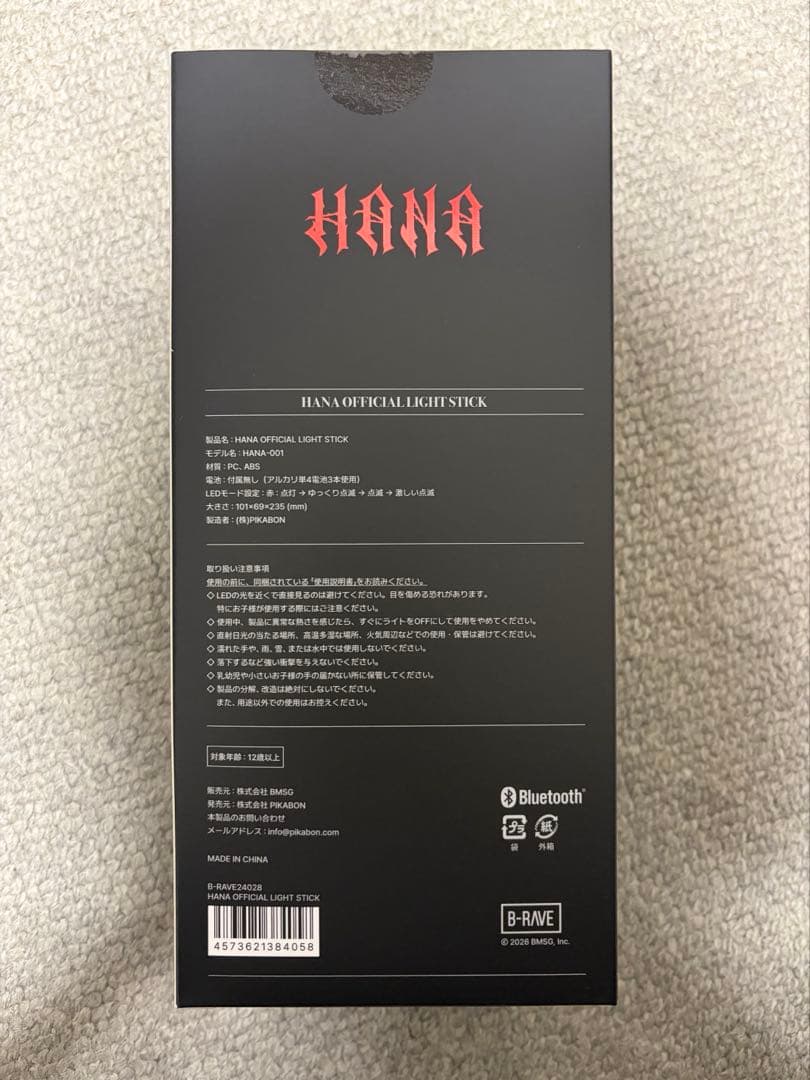 HANA
HANA OFFICIAL LIGHT STICK
製品名：HANA OFFICIAL LIGHT STICK
モデル名：HANA-001
材質：PC、ABS
電池：付属無し（アルカリ単4電池3本使用）
LEDモード設定：赤：点灯 → ゆっくり点滅 → 点滅 → 激しい点滅
大きさ：101×69×235 (mm)
製造者：(株)PIKABON
取り扱い注意事項
使用の前に、同梱されている「使用説明書」をお読みください。
◇ LEDの光を近くで直接見るのは避けてください。目を傷める恐れがあります。
特にお子様が使用する際にはご注意ください。
◇ 使用中、製品に異常な熱さを感じたら、すぐにライトをOFFにして使用をやめてください。
◇ 直射日光の当たる場所、高温多湿な場所、火気周辺などでの使用・保管は避けてください。
◇ 濡れた手や、雨、雪、または水中では使用しないでください。
◇ 落下するなど強い衝撃を与えないでください。
◇ 乳幼児や小さいお子様の手の届かない所に保管してください。
◇ 製品の分解、改造は絶対にしないでください。
また、用途以外での使用はお控えください。
対象年齢：12歳以上
販売元：株式会社 BMSG
発売元：株式会社 PIKABON
本製品のお問い合わせ
メールアドレス：info@pikabon.com
Bluetooth®
プラ 紙
袋 外箱
MADE IN CHINA
B-RAVE24028
HANA OFFICIAL LIGHT STICK
4573621384058
B-RAVE
© 2026 BMSG, Inc.